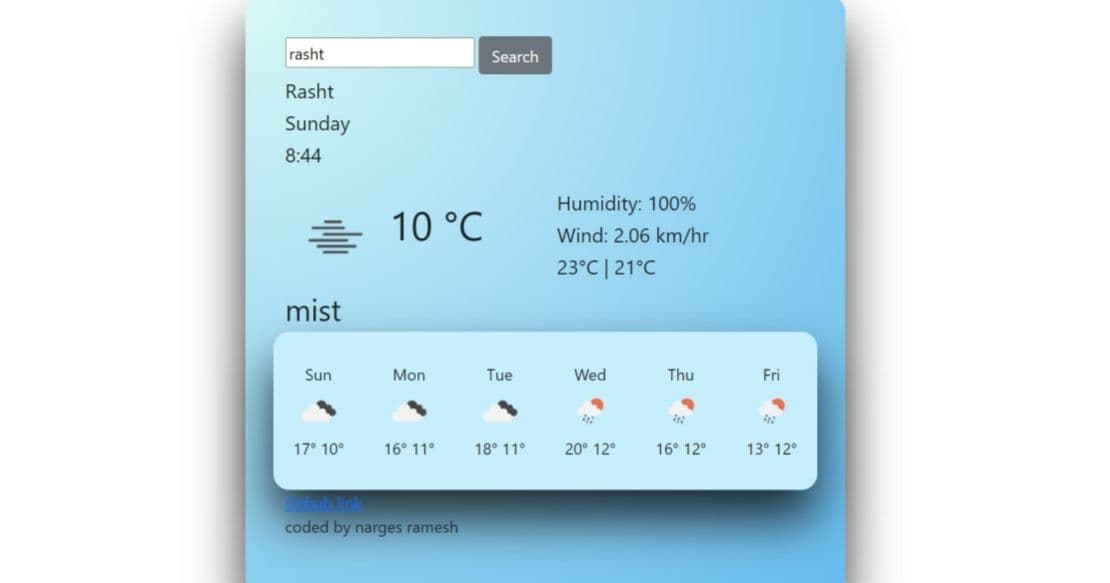 rasht Search
Rasht
Sunday
8:44
10 °C
Humidity: 100%
Wind: 2.06 km/hr
23°C | 21°C
mist
Sun Mon Tue Wed Thu Fri
17° 10° 16° 11° 18° 11° 20° 12° 16° 12° 13° 12°
Github link
coded by narges ramesh